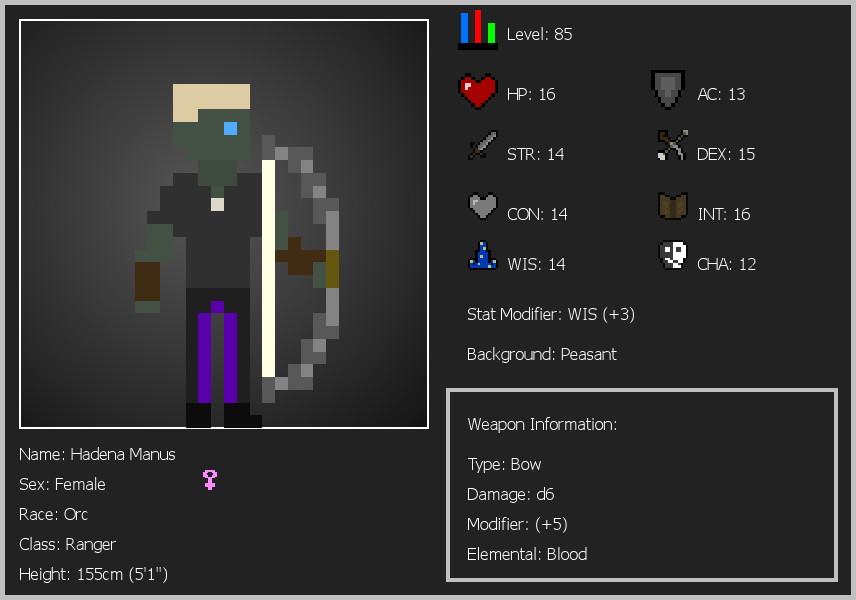 Level: 85
HP: 16
AC: 13
STR: 14
DEX: 15
CON: 14
INT: 16
WIS: 14
CHA: 12
Stat Modifier: WIS (+3)
Background: Peasant
Weapon Information:
Type: Bow
Damage: d6
Modifier: (+5)
Elemental: Blood
Name: Hadena Manus
Sex: Female
Race: Orc
Class: Ranger
Height: 155cm (5'1")